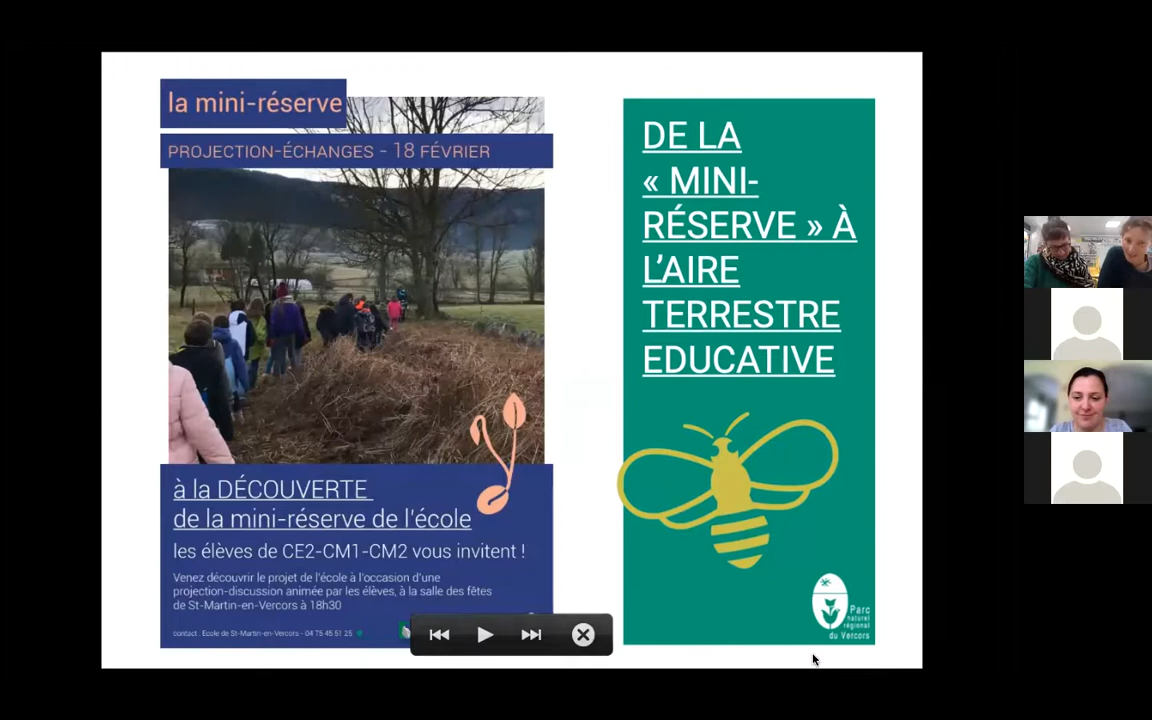 la mini-réserve
PROJECTION-ÉCHANGES - 18 FÉVRIER
à la DÉCOUVERTE
de la mini-réserve de l'école
les élèves de CE2-CM1-CM2 vous invitent !
Venez découvrir le projet de l'école à l'occasion d'une
projection-discussion animée par les élèves, à la salle des fêtes
de St-Martin-en-Vercors à 18h30
contact : Ecole de St-Martin-en-Vercors - 04 75 45 51 25
DE LA
« MINI-
RÉSERVE » À
L'AIRE
TERRESTRE
EDUCATIVE
Parc
naturel
régional
du Vercors